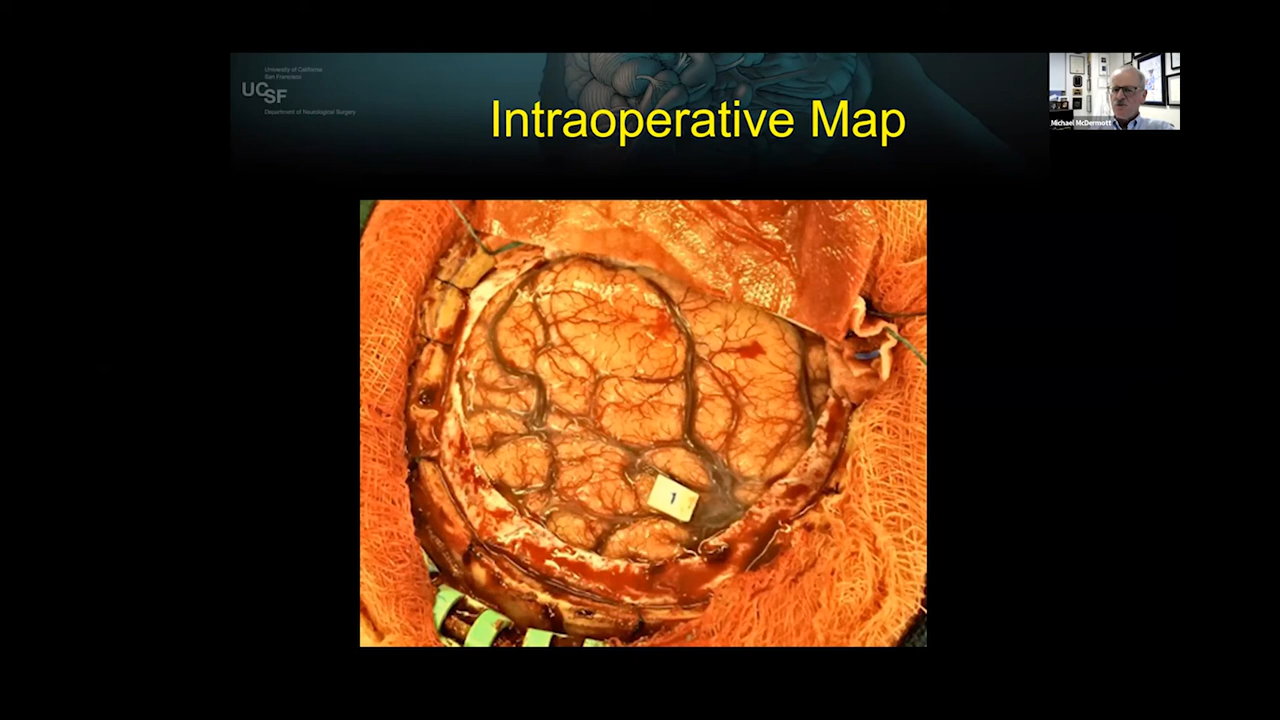 University of California
San Francisco
UCSF
Department of Neurological Surgery
Intraoperative Map
Michael McDermott
1